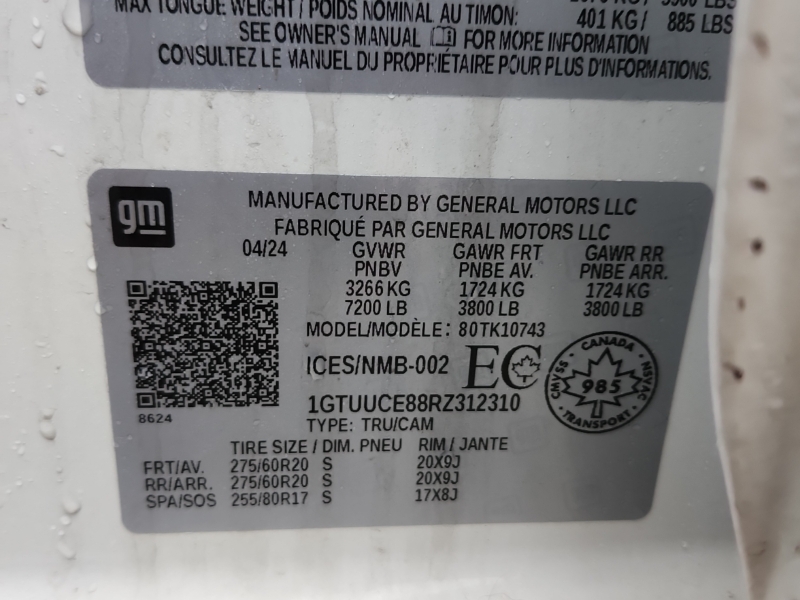 MAX TONGUE WEIGHT / POIDS NOMINAL AU TIMON: 401 KG / 885 LBS
SEE OWNER'S MANUAL FOR MORE INFORMATION
CONSULTEZ LE MANUEL DU PROPRIÉTAIRE POUR PLUS D'INFORMATIONS.
gm
MANUFACTURED BY GENERAL MOTORS LLC
FABRIQUÉ PAR GENERAL MOTORS LLC
04/24 GVWR GAWR FRT GAWR RR
PNBV PNBE AV. PNBE ARR.
3266 KG 1724 KG 1724 KG
7200 LB 3800 LB 3800 LB
MODEL/MODÈLE: 80TK10743
ICES/NMB-002 EC
CANADA
CMVSS 985 NSVAC
TRANSPORT
8624
1GTUUCE88RZ312310
TYPE: TRU/CAM
TIRE SIZE / DIM. PNEU RIM / JANTE
FRT/AV. 275/60R20 S 20X9J
RR/ARR. 275/60R20 S 20X9J
SPA/SOS 255/80R17 S 17X8J